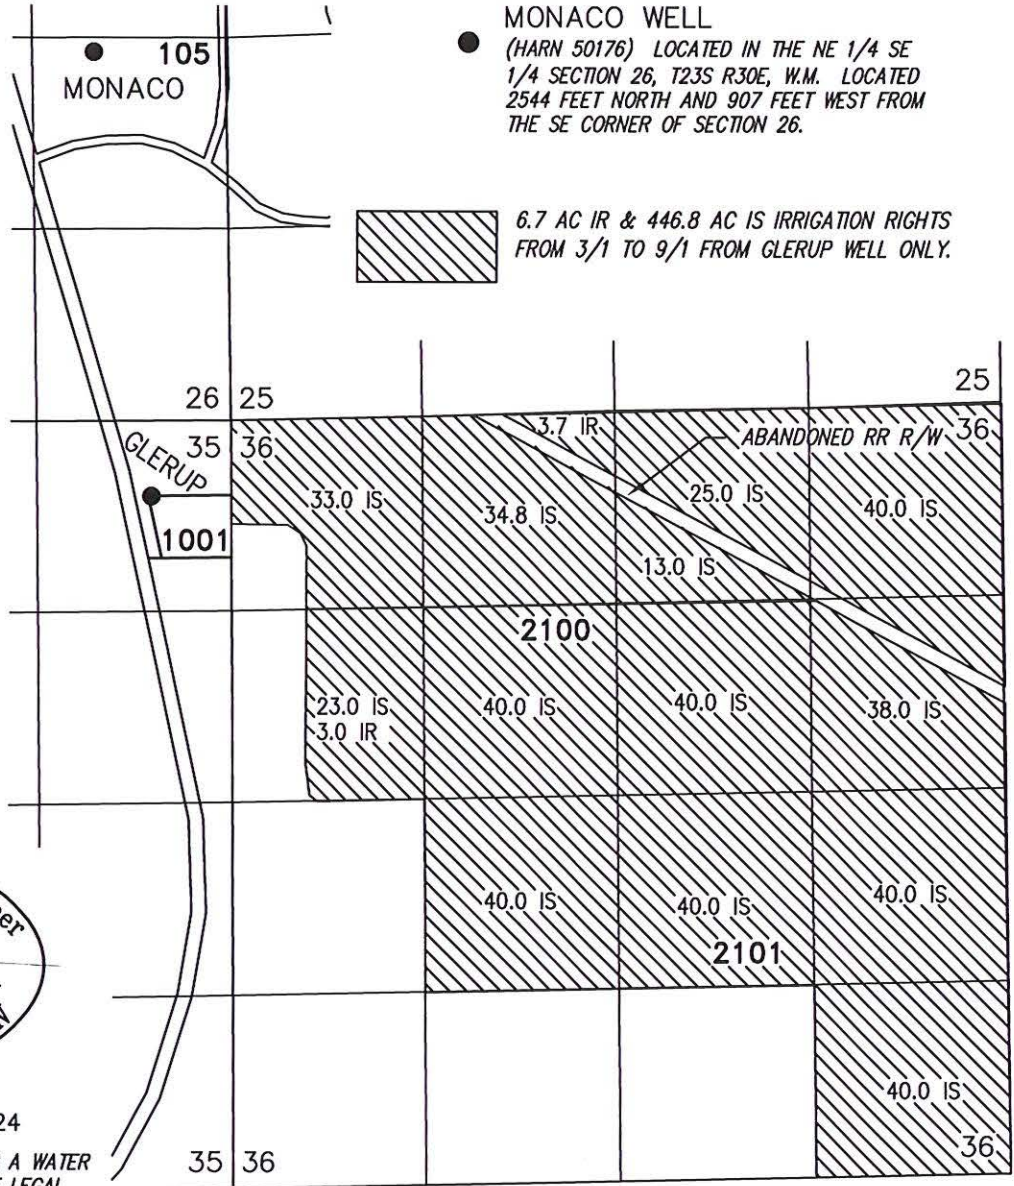 MONACO WELL
(HARN 50176) LOCATED IN THE NE 1/4 SE
1/4 SECTION 26, T23S R30E, W.M. LOCATED
2544 FEET NORTH AND 907 FEET WEST FROM
THE SE CORNER OF SECTION 26.
105
MONACO
6.7 AC IR & 446.8 AC IS IRRIGATION RIGHTS
FROM 3/1 TO 9/1 FROM GLERUP WELL ONLY.
26 25
25
35 36
36
GLERUP
1001
3.7 IR
ABANDONED RR R/W
33.0 IS
34.8 IS
25.0 IS
40.0 IS
13.0 IS
2100
23.0 IS
3.0 IR
40.0 IS
40.0 IS
38.0 IS
40.0 IS
40.0 IS
40.0 IS
2101
40.0 IS
24
A WATER
LEGAL
35 36
36